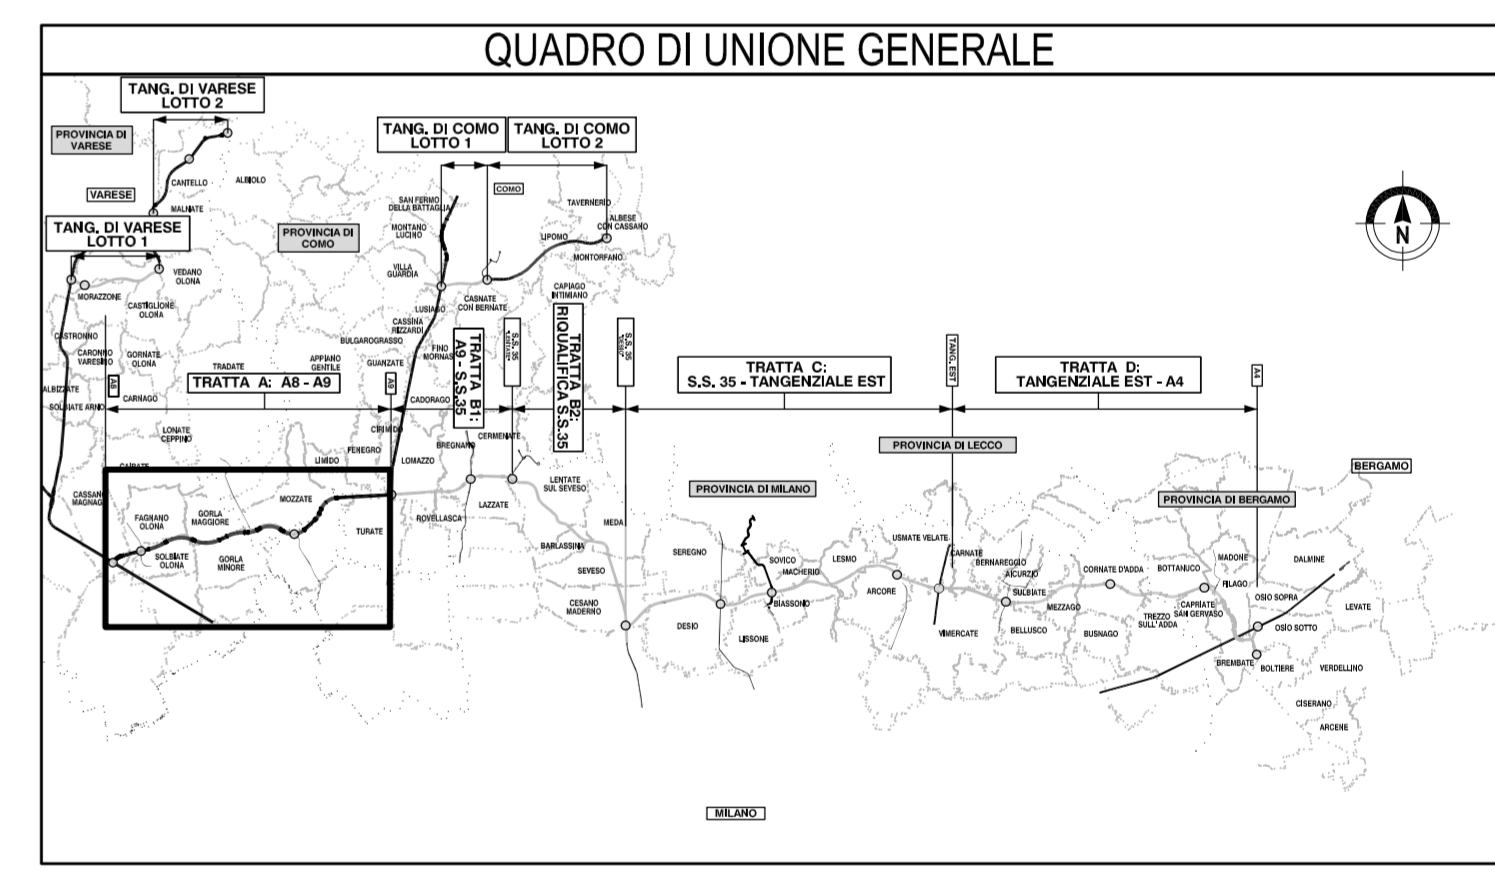 QUADRO DI UNIONE GENERALE
TANG. DI VARESE
LOTTO 2
PROVINCIA DI
VARESE
CANTELLO
ALBIOLO
VARESE
MALNATE
TANG. DI VARESE
LOTTO 1
PROVINCIA DI
COMO
TANG. DI COMO
LOTTO 1
TANG. DI COMO
LOTTO 2
COMO
SAN FERMO
DELLA BATTAGLIA
TAVERNERIO
MONTANO
LUCINO
ALBESE
CON CASSANO
LIPOMO
MONTORFANO
N
VEDANO
OLONA
MORAZZONE
CASTIGLIONE
OLONA
VILLA
GUARDIA
CAPIAGO
INTIMIANO
CASNATE
CON BERNATE
CASSINA
RIZZARDI
CASTRONNO
CARONNO
VARESINO
GORNATE
OLONA
BULGAROGRASSO
FINO
TRADATE
APPIANO
GENTILE
GUANZATE
ALBIZZATE
A8
TRATTA A: A8 - A9
A9
TRATTA B1:
A9 - S.S.35
S.S. 35
TRATTA B2:
RIQUALIFICA S.S.35
S.S. 35
TRATTA C:
S.S. 35 - TANGENZIALE EST
TANG. EST
TRATTA D:
TANGENZIALE EST - A4
A4
SOLBIATE ARNO
CARNAGO
CADORAGO
LONATE
CEPPINO
CIRIMIDO
CERMENATE
BREGNANO
FENEGRO
LIMIDO
LOMAZZO
PROVINCIA DI LECCO
BERGAMO
PROVINCIA DI MILANO
PROVINCIA DI BERGAMO
LENTATE
SUL SEVESO
MOZZATE
FAGNANO
OLONA
GORLA
MAGGIORE
TURATE
ROVELLASCA
LAZZATE
MEDA
SOLBIATE
OLONA
GORLA
MINORE
BARLASSINA
SEVESO
CESANO
MADERNO
SEREGNO
DESIO
SOVICO
MACHERIO
LESMO
BIASSONO
LISSONE
ARCORE
USMATE VELATE
CARNATE
BERNAREGGIO
AICURZIO
SULBIATE
MEZZAGO
VIMERCATE
BELLUSCO
BUSNAGO
CORNATE D'ADDA
BOTTANUCO
TREZZO
SULL'ADDA
CAPRIATE
SAN GERVASO
MADONE
FILAGO
DALMINE
OSIO SOPRA
LEVATE
OSIO SOTTO
BREMBATE
BOLTIERE
VERDELLINO
CISERANO
ARCENE
MILANO